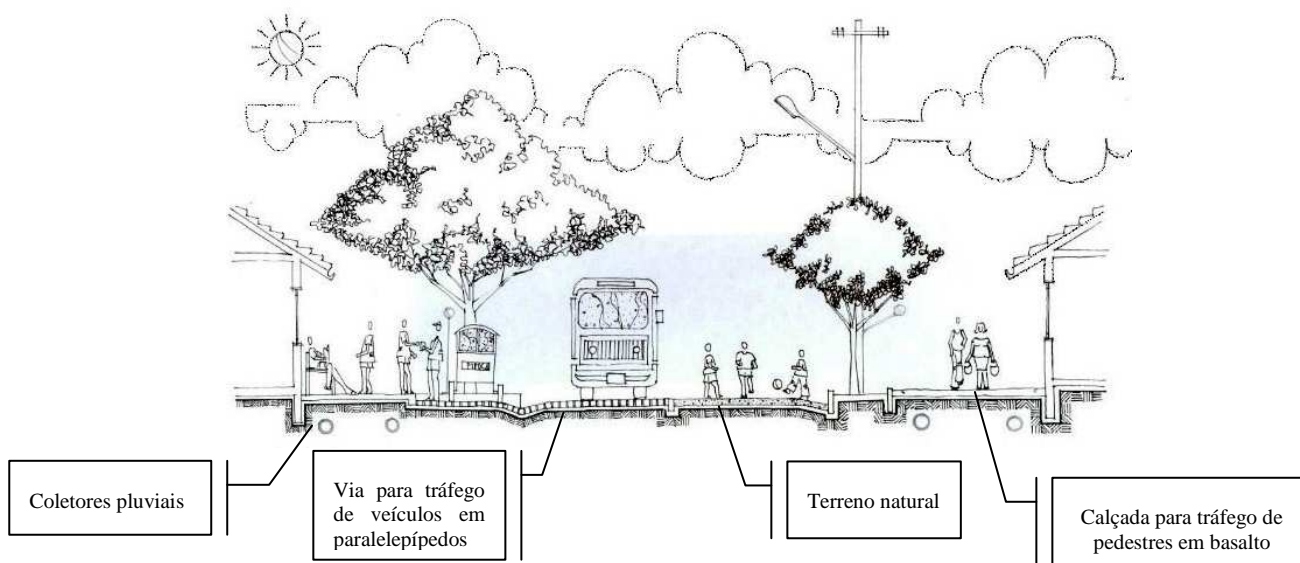 Coletores pluviais
Via para tráfego
de veículos em
paralelepípedos
Terreno natural
Calçada para tráfego de
pedestres em basalto